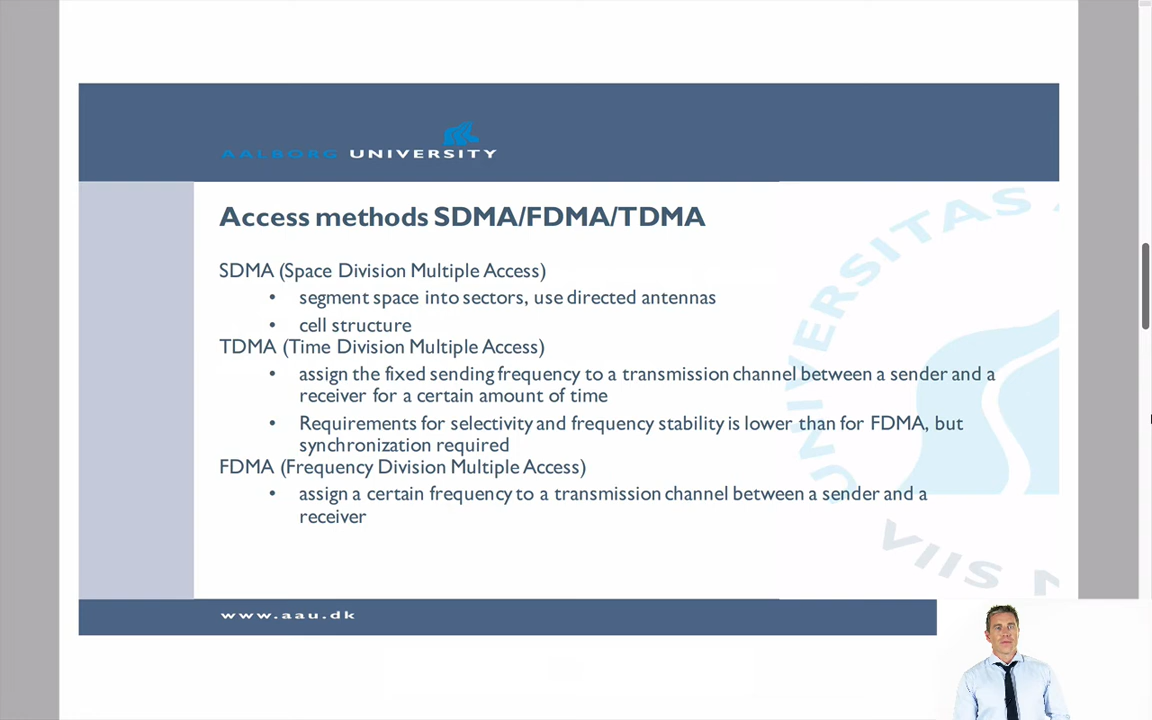 AALBORG UNIVERSITY
Access methods SDMA/FDMA/TDMA
SDMA (Space Division Multiple Access)
• segment space into sectors, use directed antennas
• cell structure
TDMA (Time Division Multiple Access)
• assign the fixed sending frequency to a transmission channel between a sender and a
receiver for a certain amount of time
• Requirements for selectivity and frequency stability is lower than for FDMA, but
synchronization required
FDMA (Frequency Division Multiple Access)
• assign a certain frequency to a transmission channel between a sender and a
receiver
UNIVERSITAS A
VIIS N
www.aau.dk